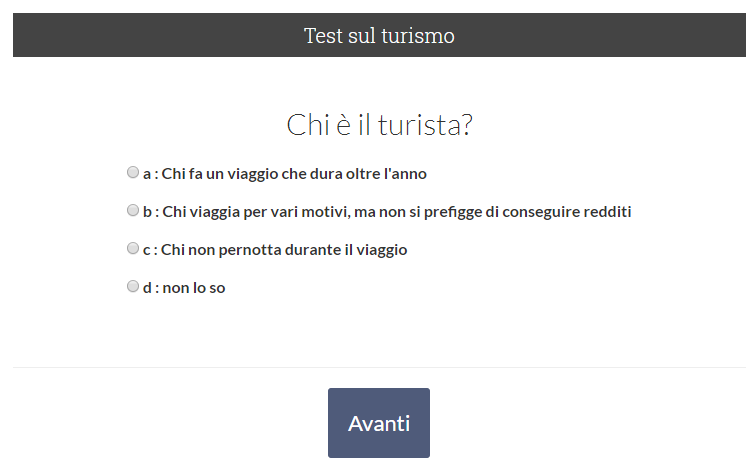 Test sul turismo
Chi è il turista?
a : Chi fa un viaggio che dura oltre l'anno
b : Chi viaggia per vari motivi, ma non si prefigge di conseguire redditi
c : Chi non pernotta durante il viaggio
d : non lo so
Avanti